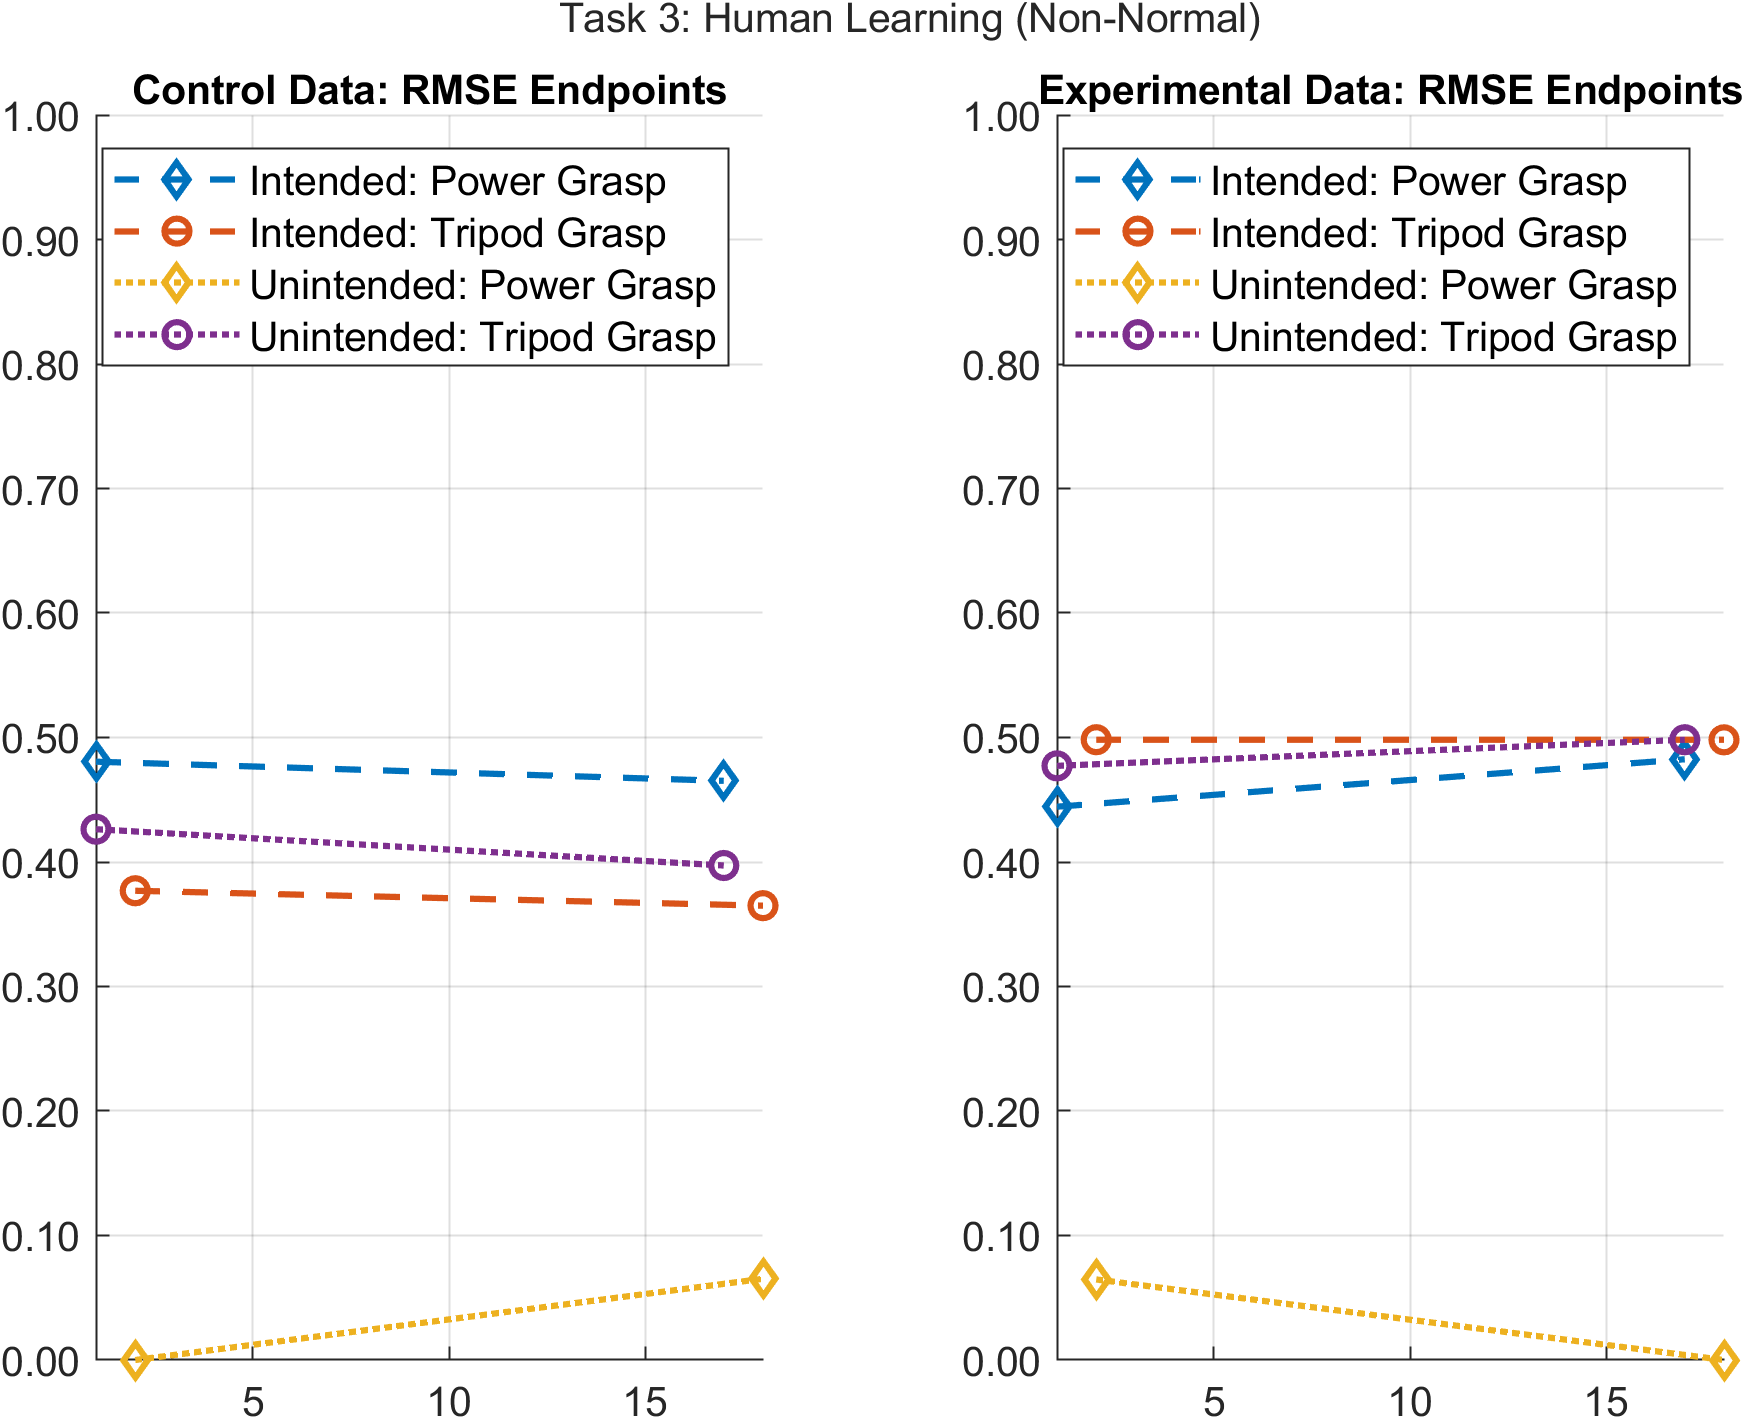 Task 3: Human Learning (Non-Normal)
Control Data: RMSE Endpoints
1.00
0.90
0.80
0.70
0.60
0.50
0.40
0.30
0.20
0.10
0.00
5
10
15
Intended: Power Grasp
Intended: Tripod Grasp
Unintended: Power Grasp
Unintended: Tripod Grasp
Experimental Data: RMSE Endpoints
1.00
0.90
0.80
0.70
0.60
0.50
0.40
0.30
0.20
0.10
0.00
5
10
15
Intended: Power Grasp
Intended: Tripod Grasp
Unintended: Power Grasp
Unintended: Tripod Grasp